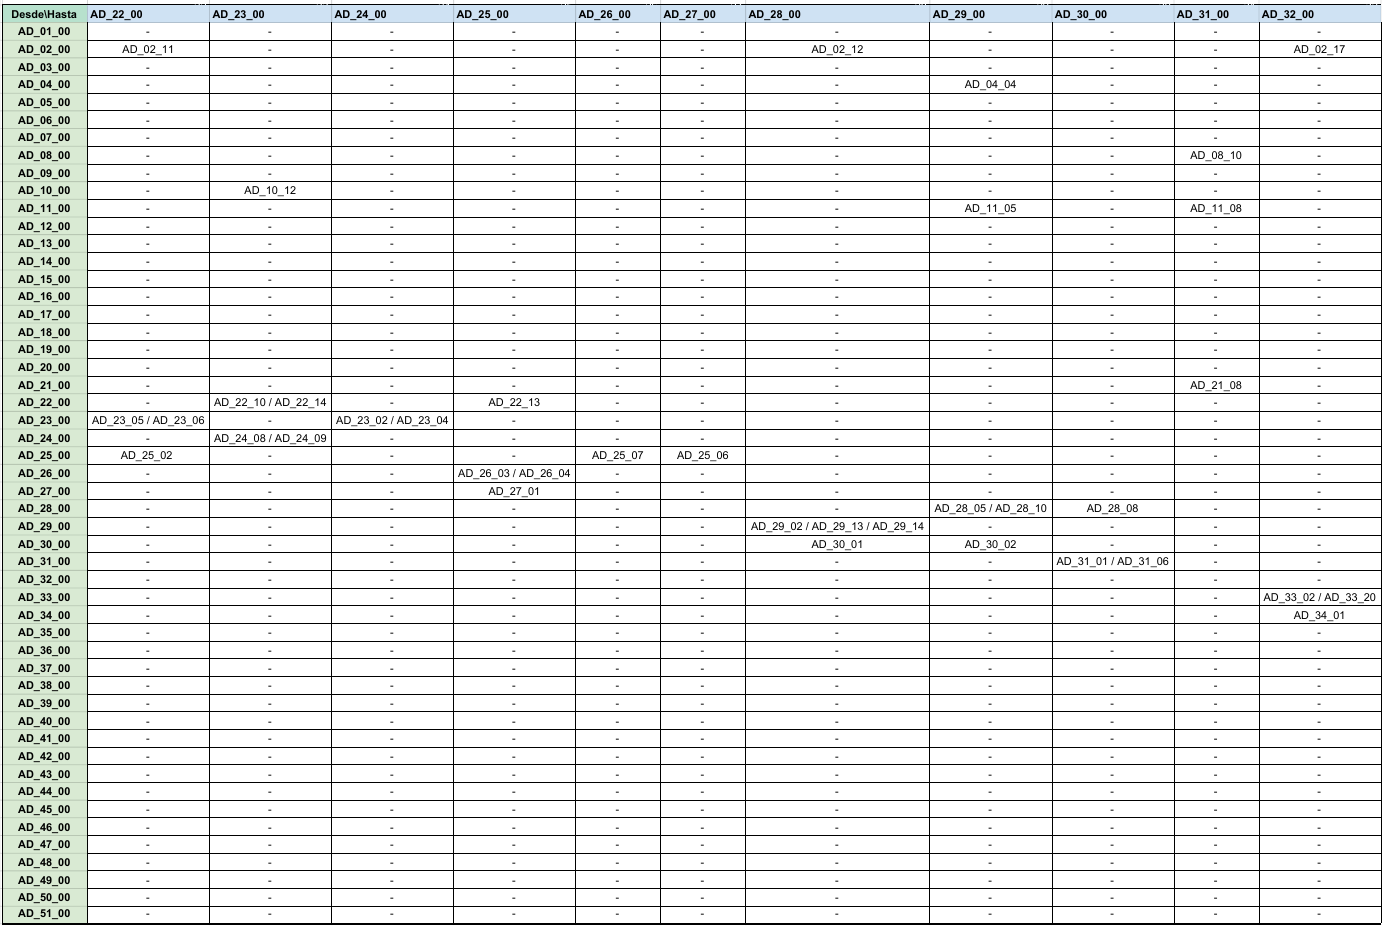 Desde\Hasta AD_22_00 AD_23_00 AD_24_00 AD_25_00 AD_26_00 AD_27_00 AD_28_00 AD_29_00 AD_30_00 AD_31_00 AD_32_00
AD_01_00 - - - - - - - - - - -
AD_02_00 AD_02_11 - - - - - AD_02_12 - - - AD_02_17
AD_03_00 - - - - - - - - - - -
AD_04_00 - - - - - - - AD_04_04 - - -
AD_05_00 - - - - - - - - - - -
AD_06_00 - - - - - - - - - - -
AD_07_00 - - - - - - - - - - -
AD_08_00 - - - - - - - - - AD_08_10 -
AD_09_00 - - - - - - - - - - -
AD_10_00 - AD_10_12 - - - - - - - - -
AD_11_00 - - - - - - - AD_11_05 - AD_11_08 -
AD_12_00 - - - - - - - - - - -
AD_13_00 - - - - - - - - - - -
AD_14_00 - - - - - - - - - - -
AD_15_00 - - - - - - - - - - -
AD_16_00 - - - - - - - - - - -
AD_17_00 - - - - - - - - - - -
AD_18_00 - - - - - - - - - - -
AD_19_00 - - - - - - - - - - -
AD_20_00 - - - - - - - - - - -
AD_21_00 - - - - - - - - - AD_21_08 -
AD_22_00 - AD_22_10 / AD_22_14 - AD_22_13 - - - - - - -
AD_23_00 AD_23_05 / AD_23_06 - AD_23_02 / AD_23_04 - - - - - - - -
AD_24_00 - AD_24_08 / AD_24_09 - - - - - - - - -
AD_25_00 AD_25_02 - - - AD_25_07 AD_25_06 - - - - -
AD_26_00 - - - AD_26_03 / AD_26_04 - - - - - - -
AD_27_00 - - - AD_27_01 - - - - - - -
AD_28_00 - - - - - - - AD_28_05 / AD_28_10 AD_28_08 - -
AD_29_00 - - - - - - AD_29_02 / AD_29_13 / AD_29_14 - - - -
AD_30_00 - - - - - - AD_30_01 AD_30_02 - - -
AD_31_00 - - - - - - - - AD_31_01 / AD_31_06 - -
AD_32_00 - - - - - - - - - - -
AD_33_00 - - - - - - - - - - AD_33_02 / AD_33_20
AD_34_00 - - - - - - - - - - AD_34_01
AD_35_00 - - - - - - - - - - -
AD_36_00 - - - - - - - - - - -
AD_37_00 - - - - - - - - - - -
AD_38_00 - - - - - - - - - - -
AD_39_00 - - - - - - - - - - -
AD_40_00 - - - - - - - - - - -
AD_41_00 - - - - - - - - - - -
AD_42_00 - - - - - - - - - - -
AD_43_00 - - - - - - - - - - -
AD_44_00 - - - - - - - - - - -
AD_45_00 - - - - - - - - - - -
AD_46_00 - - - - - - - - - - -
AD_47_00 - - - - - - - - - - -
AD_48_00 - - - - - - - - - - -
AD_49_00 - - - - - - - - - - -
AD_50_00 - - - - - - - - - - -
AD_51_00 - - - - - - - - - - -